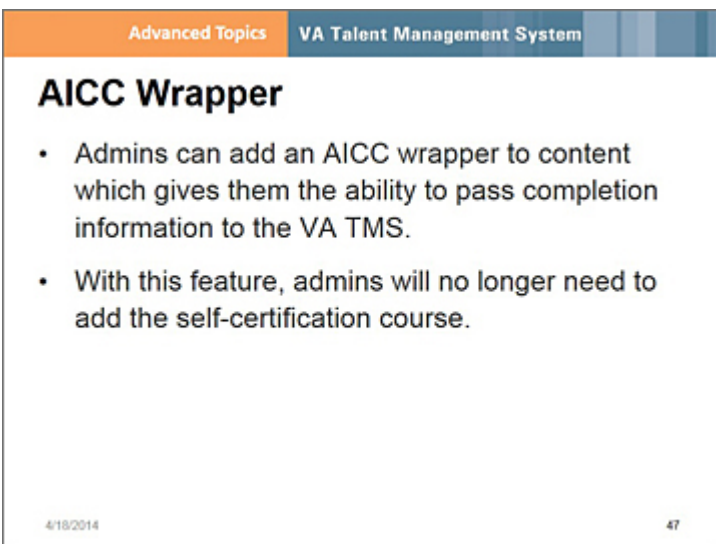 Advanced Topics VA Talent Management System
AICC Wrapper
• Admins can add an AICC wrapper to content
which gives them the ability to pass completion
information to the VA TMS.
• With this feature, admins will no longer need to
add the self-certification course.
4/18/2014 47